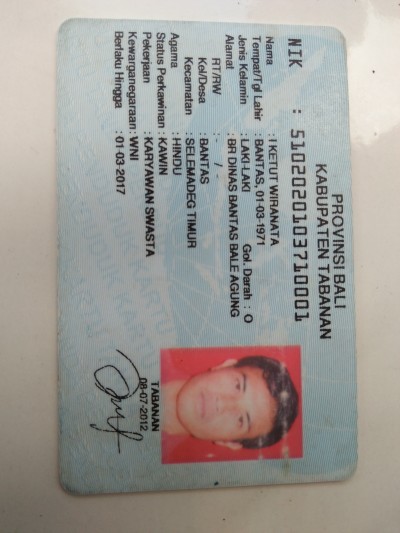 PROVINSI BALI
KABUPATEN TABANAN
NIK : 5102020103710001
Nama : I KETUT WIRANATA
Tempat/Tgl Lahir : BANTAS, 01-03-1971
Jenis Kelamin : LAKI-LAKI Gol. Darah : O
Alamat : BR DINAS BANTAS BALE AGUNG
RT/RW : - / -
Kel/Desa : BANTAS
Kecamatan : SELEMADEG TIMUR
Agama : HINDU
Status Perkawinan : KAWIN
Pekerjaan : KARYAWAN SWASTA
Kewarganegaraan : WNI
Berlaku Hingga : 01-03-2017
TABANAN
08-07-2012